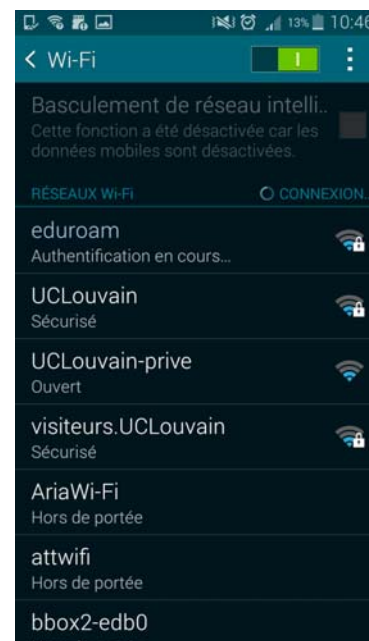 13% 10:46
Wi-Fi
Basculement de réseau intelli..
Cette fonction a été désactivée car les
données mobiles sont désactivées.
RÉSEAUX Wi-Fi CONNEXION..
eduroam
Authentification en cours...
UCLouvain
Sécurisé
UCLouvain-prive
Ouvert
visiteurs.UCLouvain
Sécurisé
AriaWi-Fi
Hors de portée
attwifi
Hors de portée
bbox2-edb0